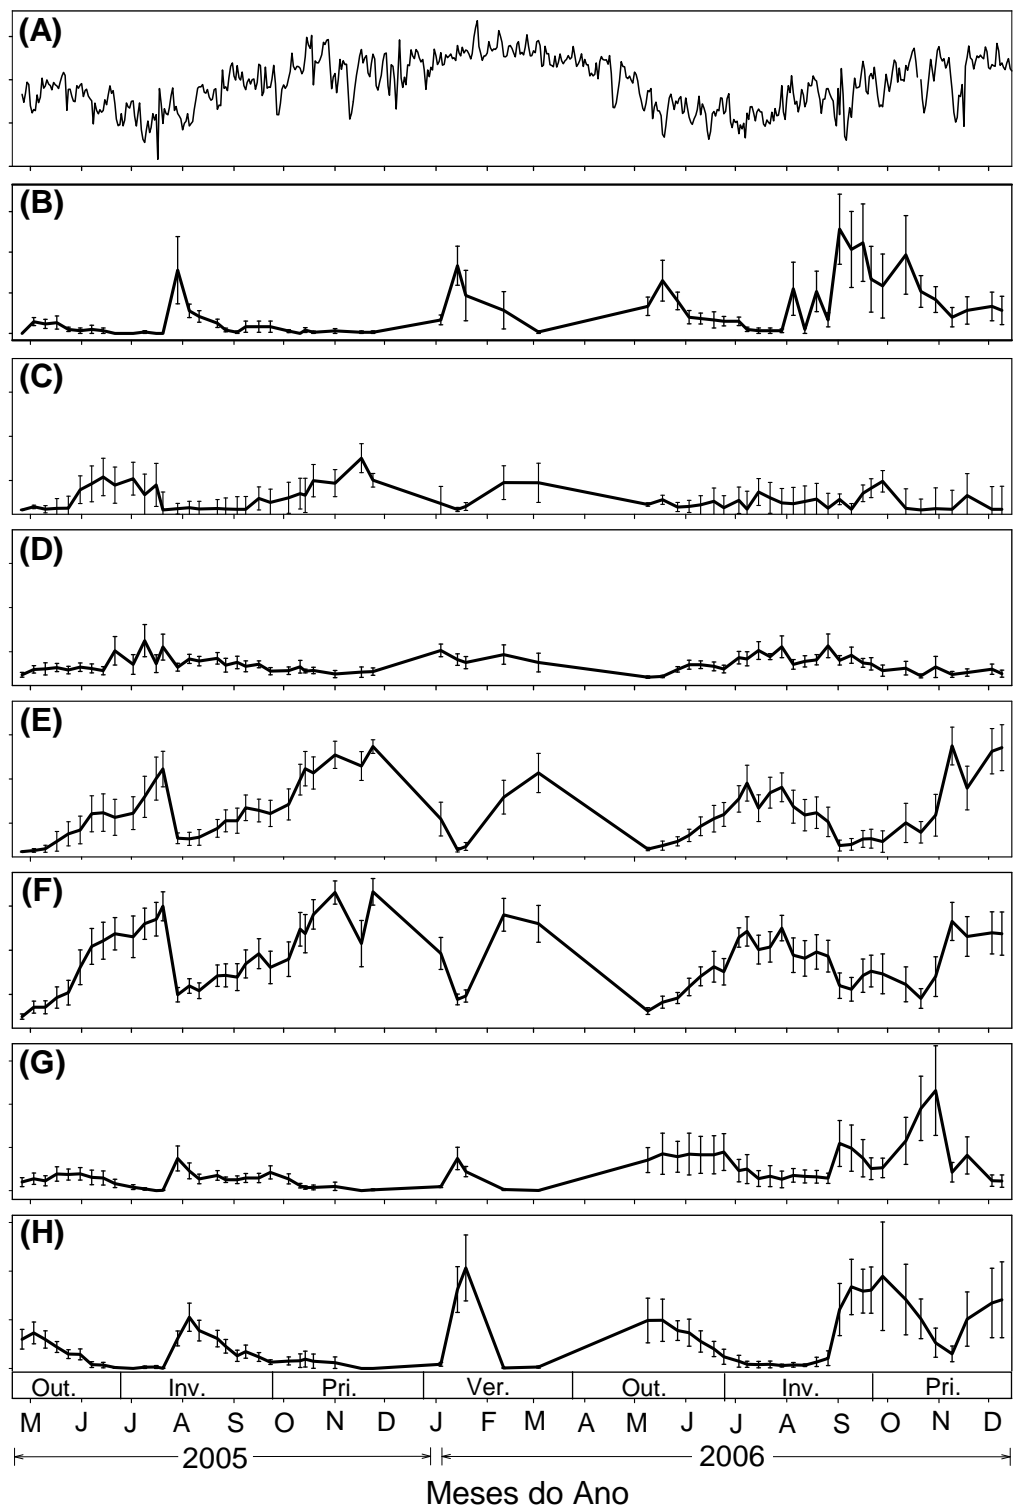 (A)
(B)
(C)
(D)
(E)
(F)
(G)
(H)
Out. Inv. Pri. Ver. Out. Inv. Pri.
M J J A S O N D J F M A M J J A S O N D
2005 2006
Meses do Ano